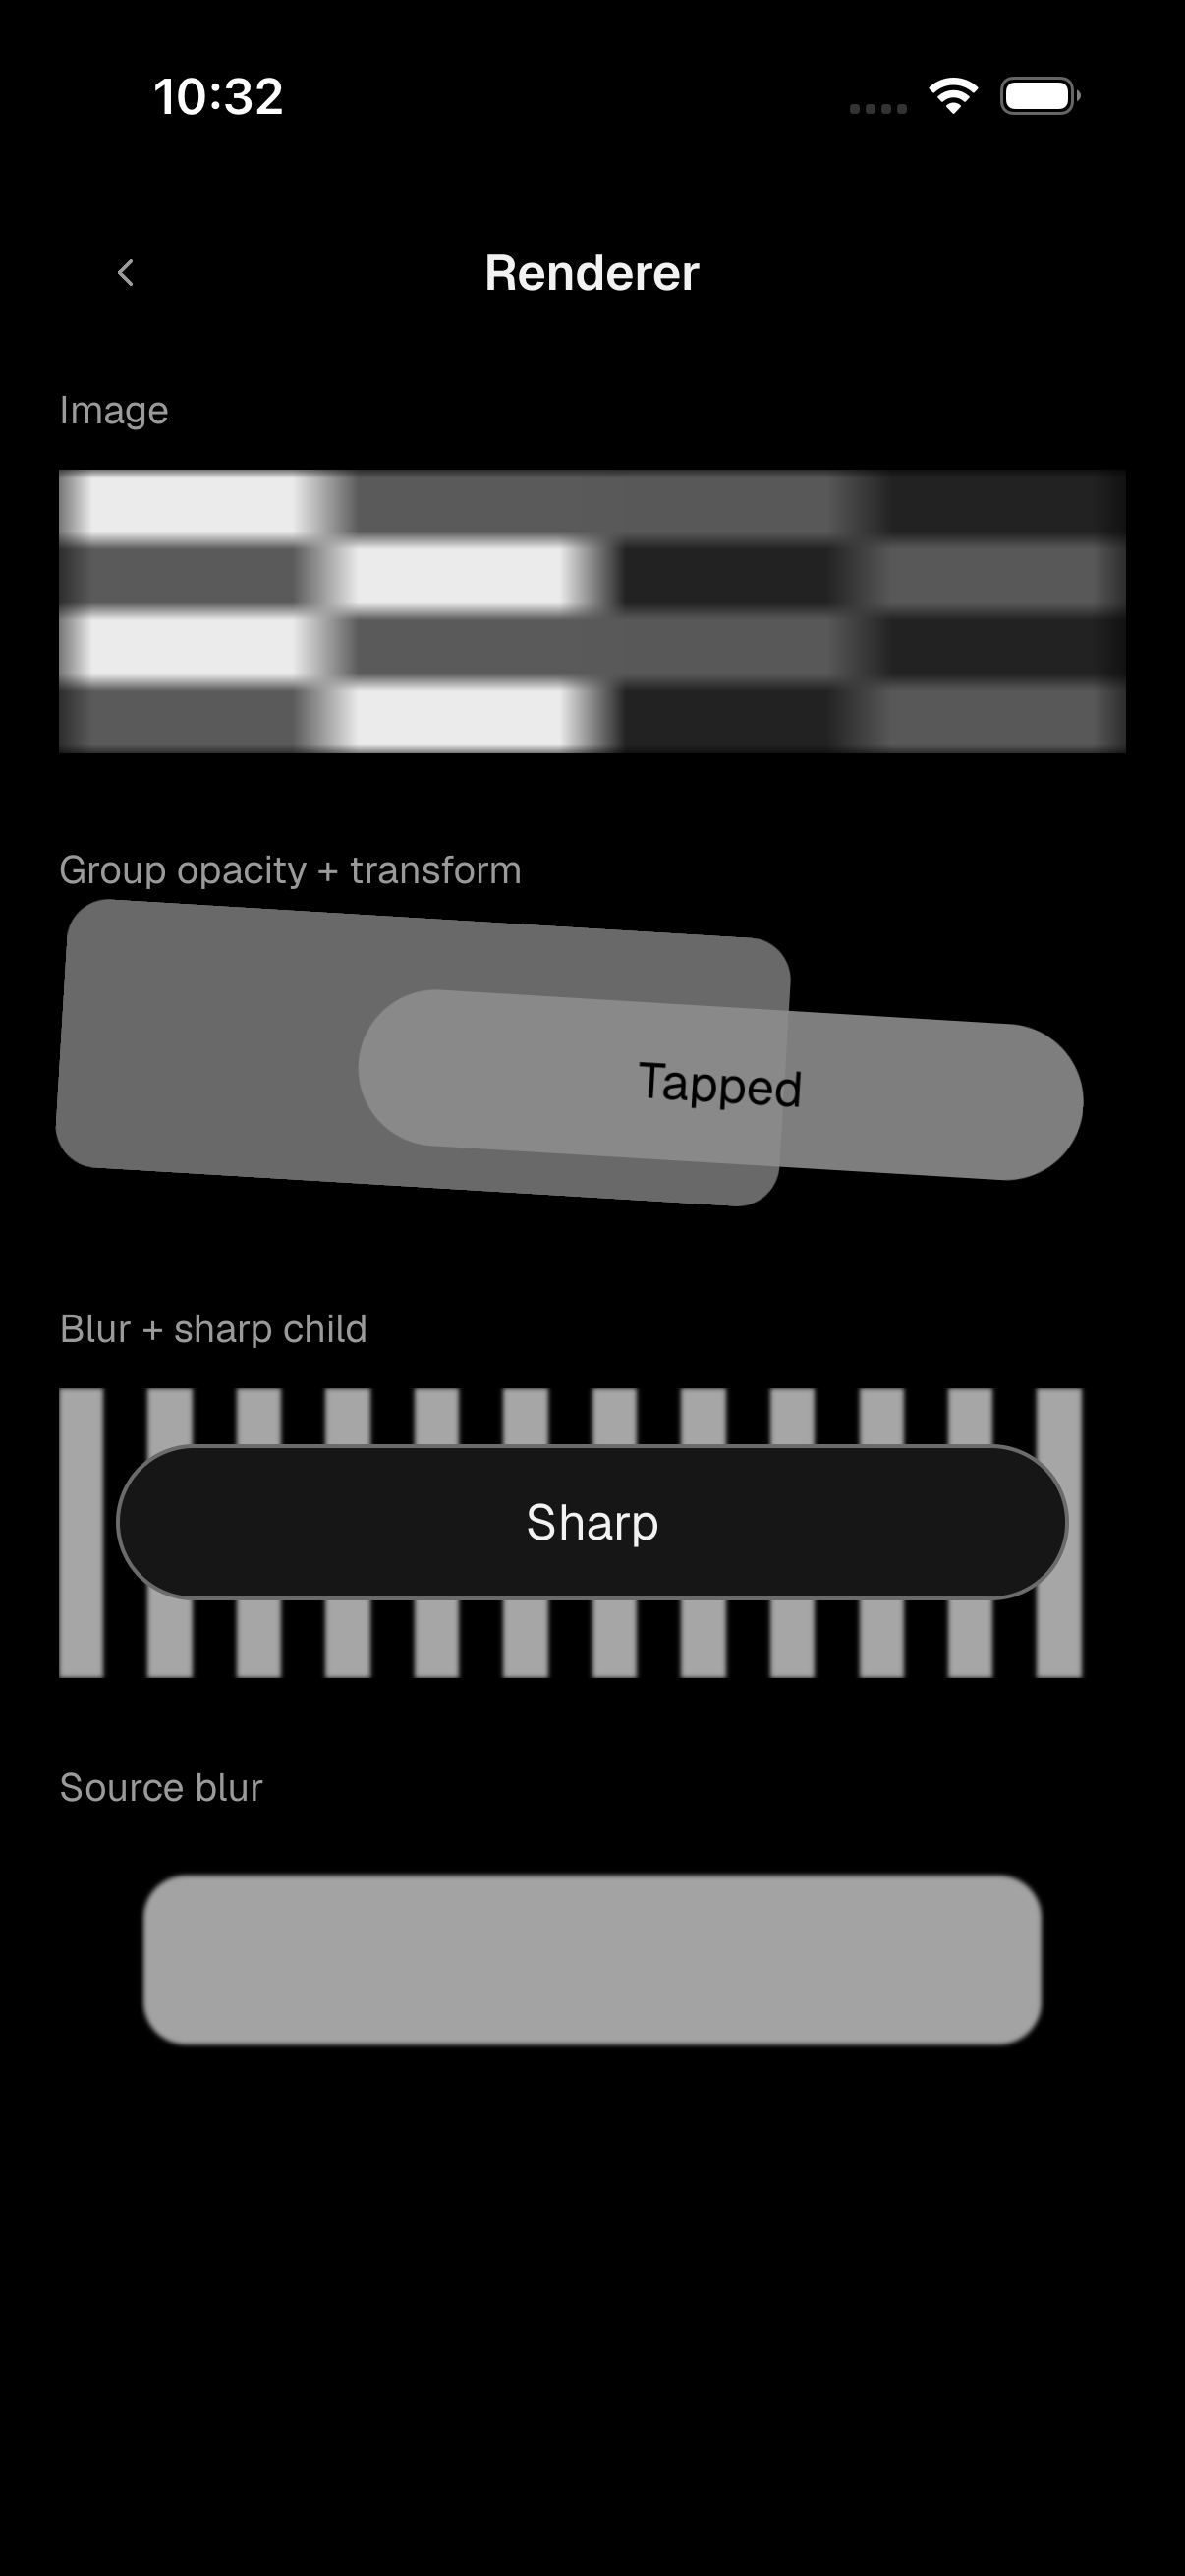 10:32
Renderer
Image
Group opacity + transform
Tapped
Blur + sharp child
Sharp
Source blur